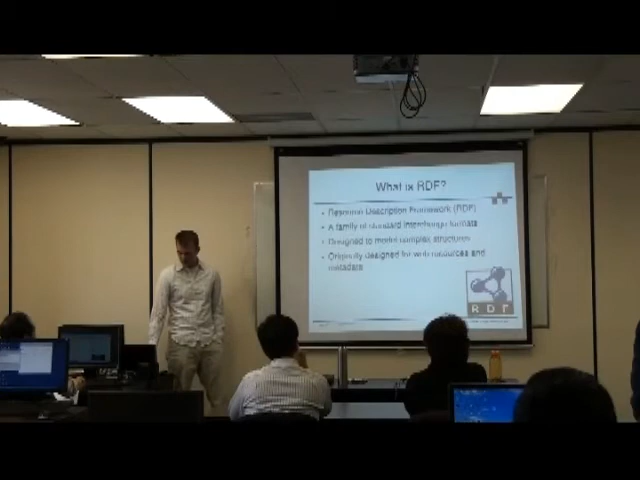 What is RDF?
• Resource Description Framework (RDF)
• A family of standard interchange formats
• Designed to model complex structures
• Originally designed for web resources and
metadata
RDF